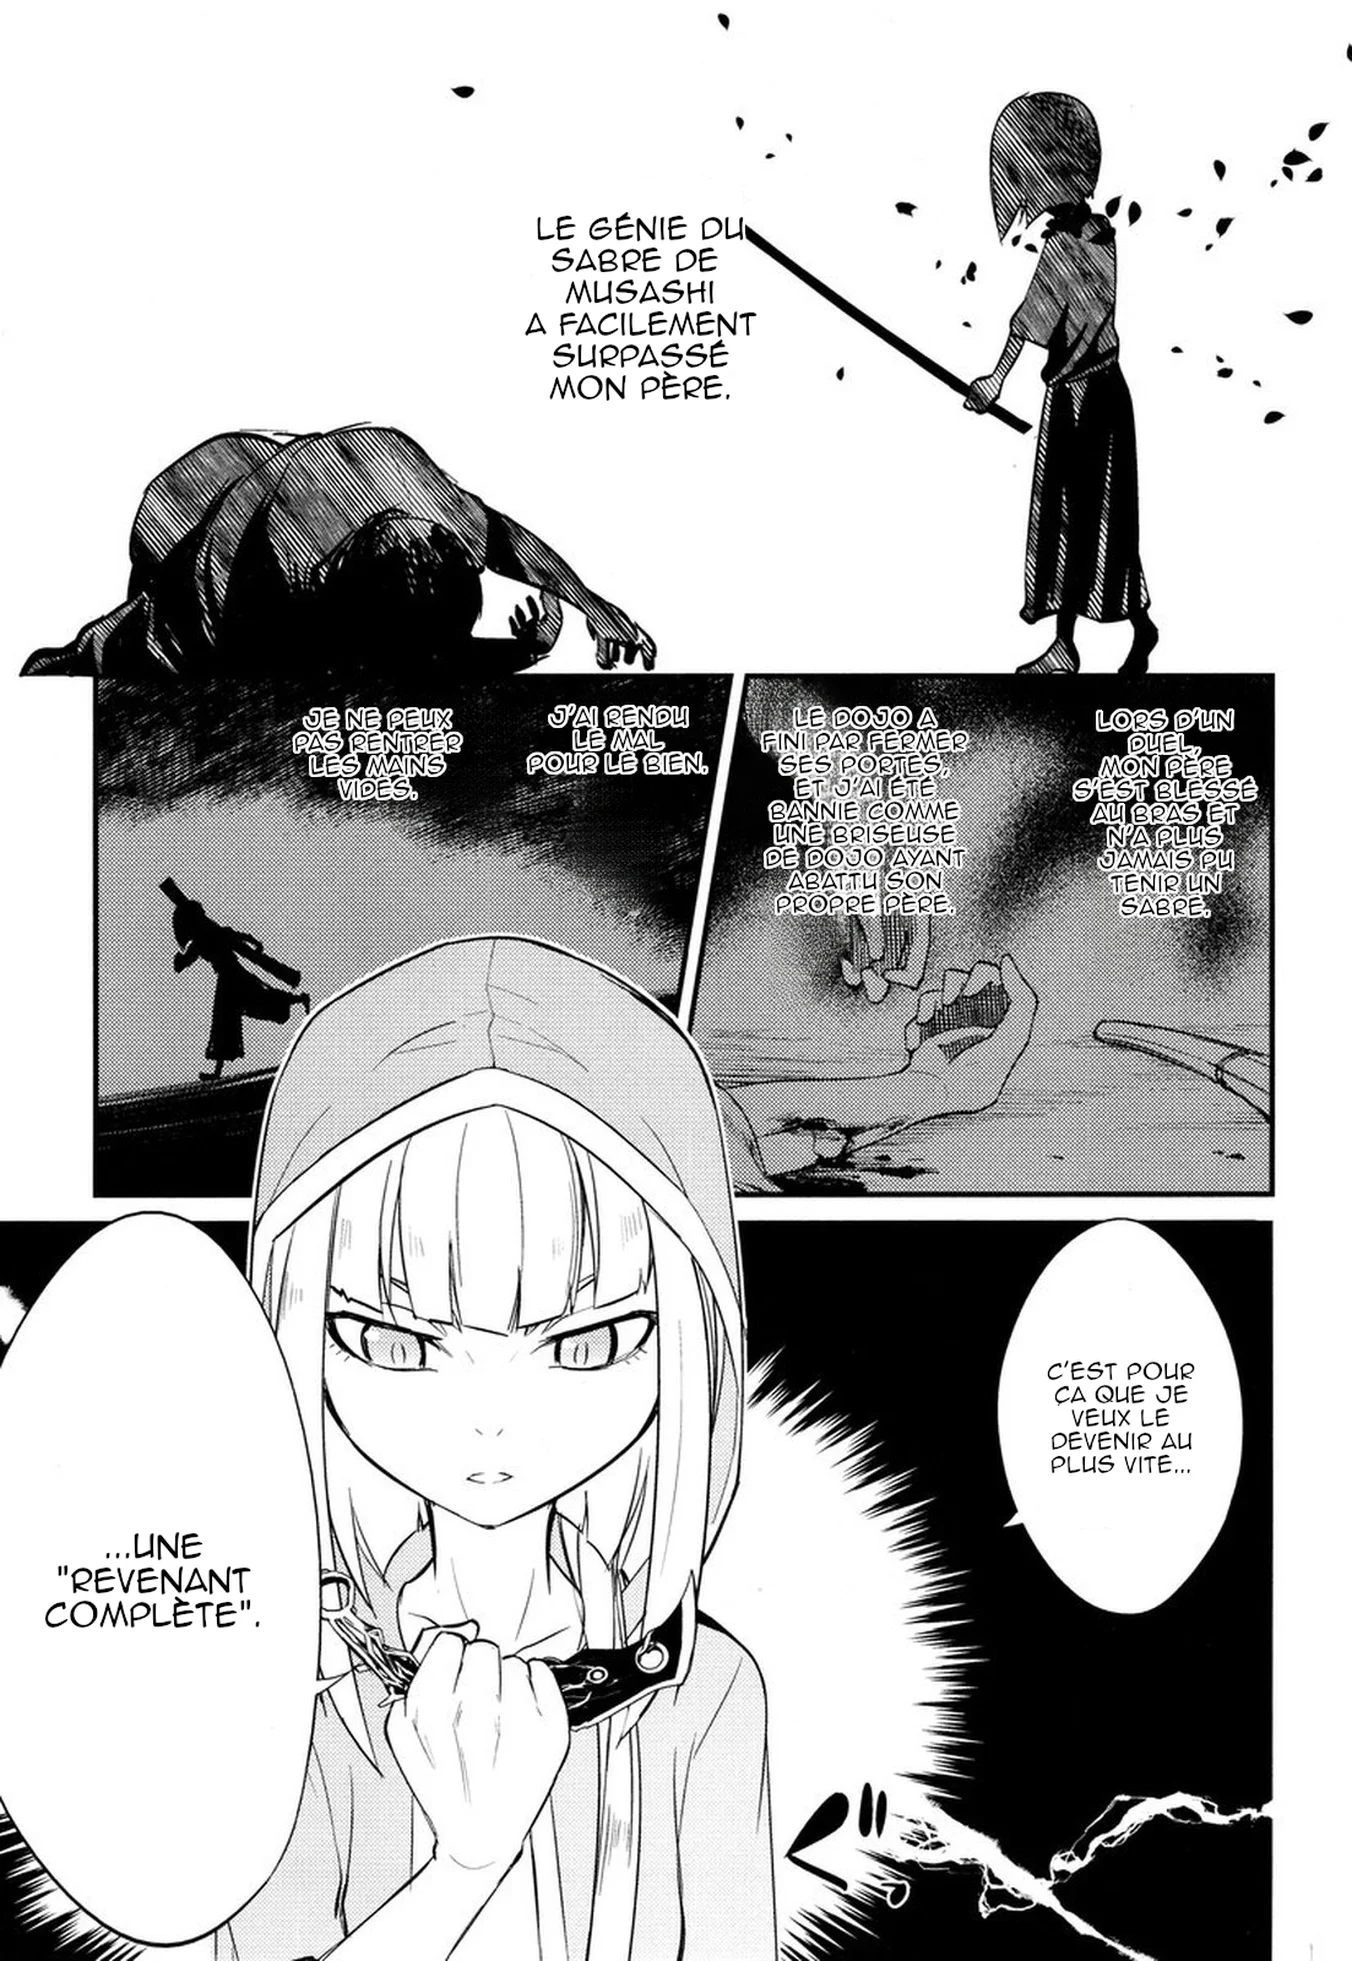 LE GÉNIE DU
SABRE DE
MUSASHI
A FACILEMENT
SURPASSÉ
MON PÈRE.
LORS D'UN
DUEL,
MON PÈRE
S'EST BLESSÉ
AU BRAS ET
N'A PLUS
JAMAIS PU
TENIR UN
SABRE.
LE DOJO A
FINI PAR FERMER
SES PORTES,
ET J'AI ÉTÉ
BANNIE COMME
UNE BRISEUSE
DE DOJO AYANT
ABATTU SON
PROPRE PÈRE.
J'AI RENDU
LE MAL
POUR LE BIEN.
JE NE PEUX
PAS RENTRER
LES MAINS
VIDES.
C'EST POUR
ÇA QUE JE
VEUX LE
DEVENIR AU
PLUS VITE...
...UNE
"REVENANT
COMPLÈTE".
ぐっ